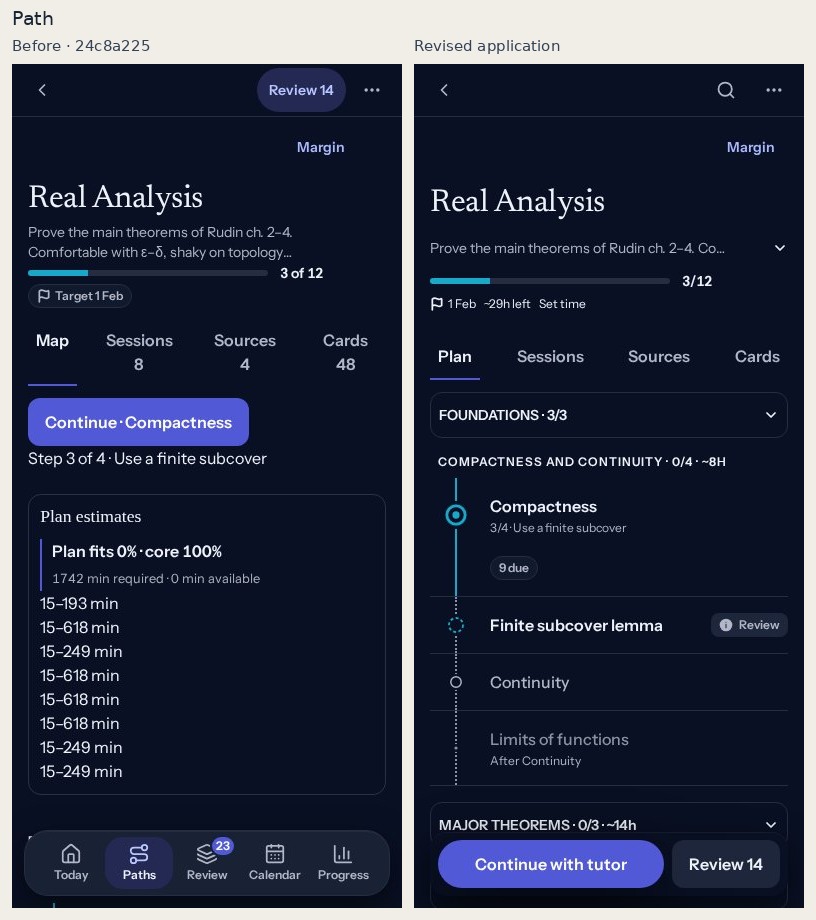 Path
Before · 24c8a225
Review 14
Margin
Real Analysis
Prove the main theorems of Rudin ch. 2–4.
Comfortable with ε–δ, shaky on topology...
3 of 12
Target 1 Feb
Map
Sessions
8
Sources
4
Cards
48
Continue · Compactness
Step 3 of 4 · Use a finite subcover
Plan estimates
Plan fits 0% · core 100%
1742 min required · 0 min available
15–193 min
15–618 min
15–249 min
15–618 min
15–618 min
15–618 min
15–249 min
15–249 min
23
Today
Paths
Review
Calendar
Progress
Revised application
Margin
Real Analysis
Prove the main theorems of Rudin ch. 2–4. Co...
3/12
1 Feb ~29h left Set time
Plan
Sessions
Sources
Cards
FOUNDATIONS · 3/3
COMPACTNESS AND CONTINUITY · 0/4 · ~8H
Compactness
3/4 · Use a finite subcover
9 due
Finite subcover lemma
Review
Continuity
Limits of functions
After Continuity
MAJOR THEOREMS · 0/3 · ~14h
Continue with tutor
Review 14